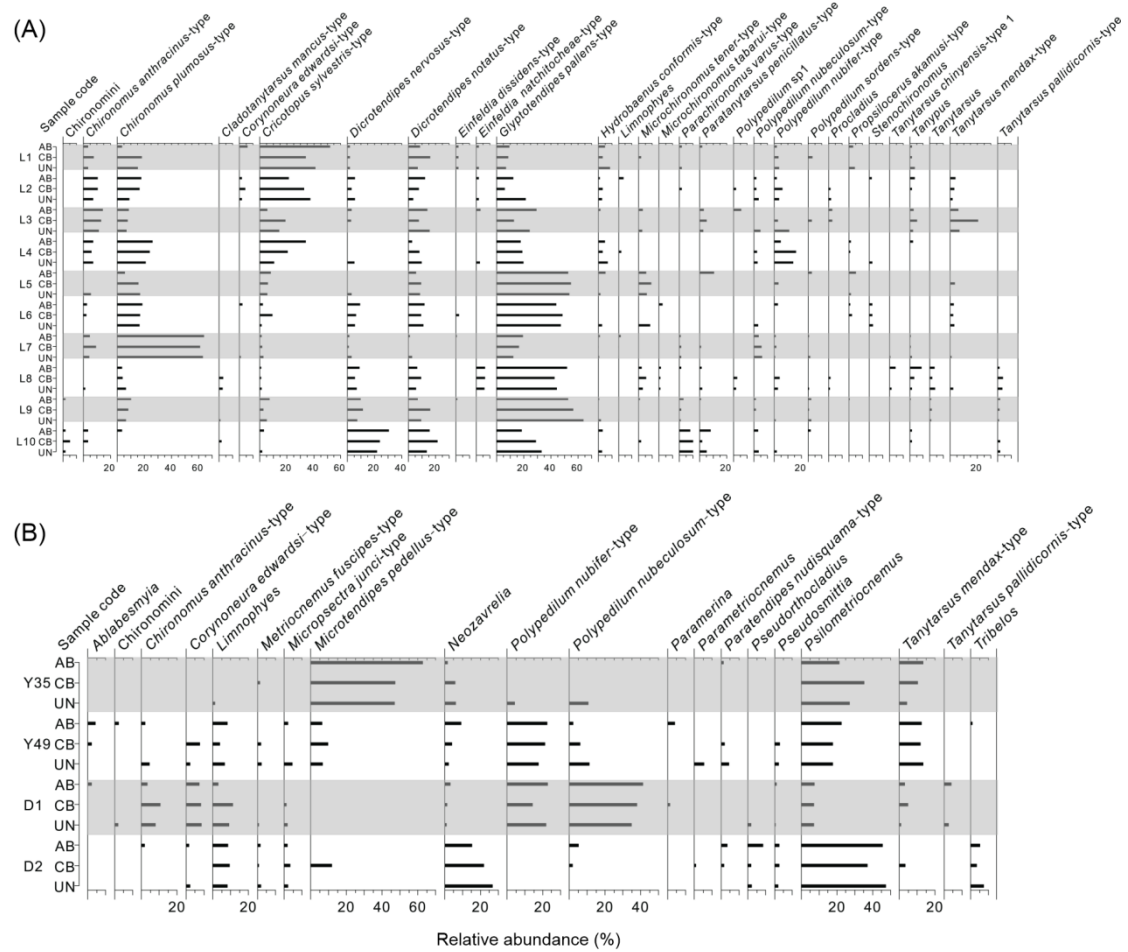 (A)
Sample code
Chironomini
Chironomus anthracinus-type
Chironomus plumosus-type
Cladotanytarsus mancus-type
Corynoneura edwardsi-type
Cricotopus sylvestris-type
Dicrotendipes nervosus-type
Dicrotendipes notatus-type
Einfeldia dissidens-type
Einfeldia natchitocheae-type
Glyptotendipes pallens-type
Hydrobaenus conformis-type
Limnophyes
Microchironomus tener-type
Microchironomus tabarui-type
Parachironomus varus-type
Paratanytarsus penicillatus-type
Polypedilum sp1
Polypedilum nubeculosum-type
Polypedilum nubifer-type
Polypedilum sordens-type
Procladius
Propsilocerus akamusi-type
Stenochironomus
Tanytarsus chinyensis-type 1
Tanypus
Tanytarsus
Tanytarsus mendax-type
Tanytarsus pallidicornis-type
L1 AB CB UN
L2 AB CB UN
L3 AB CB UN
L4 AB CB UN
L5 AB CB UN
L6 AB CB UN
L7 AB CB UN
L8 AB CB UN
L9 AB CB UN
L10 AB CB UN
20 20 40 60 20 40 60 20 40 20 20 40 60 20 20 20
(B)
Sample code
Ablabesmyia
Chironomini
Chironomus anthracinus-type
Corynoneura edwardsi-type
Limnophyes
Metriocnemus fuscipes-type
Micropsectra junci-type
Microtendipes pedellus-type
Neozavrelia
Polypedilum nubifer-type
Polypedilum nubeculosum-type
Paramerina
Parametriocnemus
Paratendipes nudisquama-type
Pseudorthocladius
Pseudosmittia
Psilometriocnemus
Tanytarsus mendax-type
Tanytarsus pallidicornis-type
Tribelos
Y35 AB CB UN
Y49 AB CB UN
D1 AB CB UN
D2 AB CB UN
20 20 20 40 60 20 20 20 40 20 40 20 20
Relative abundance (%)